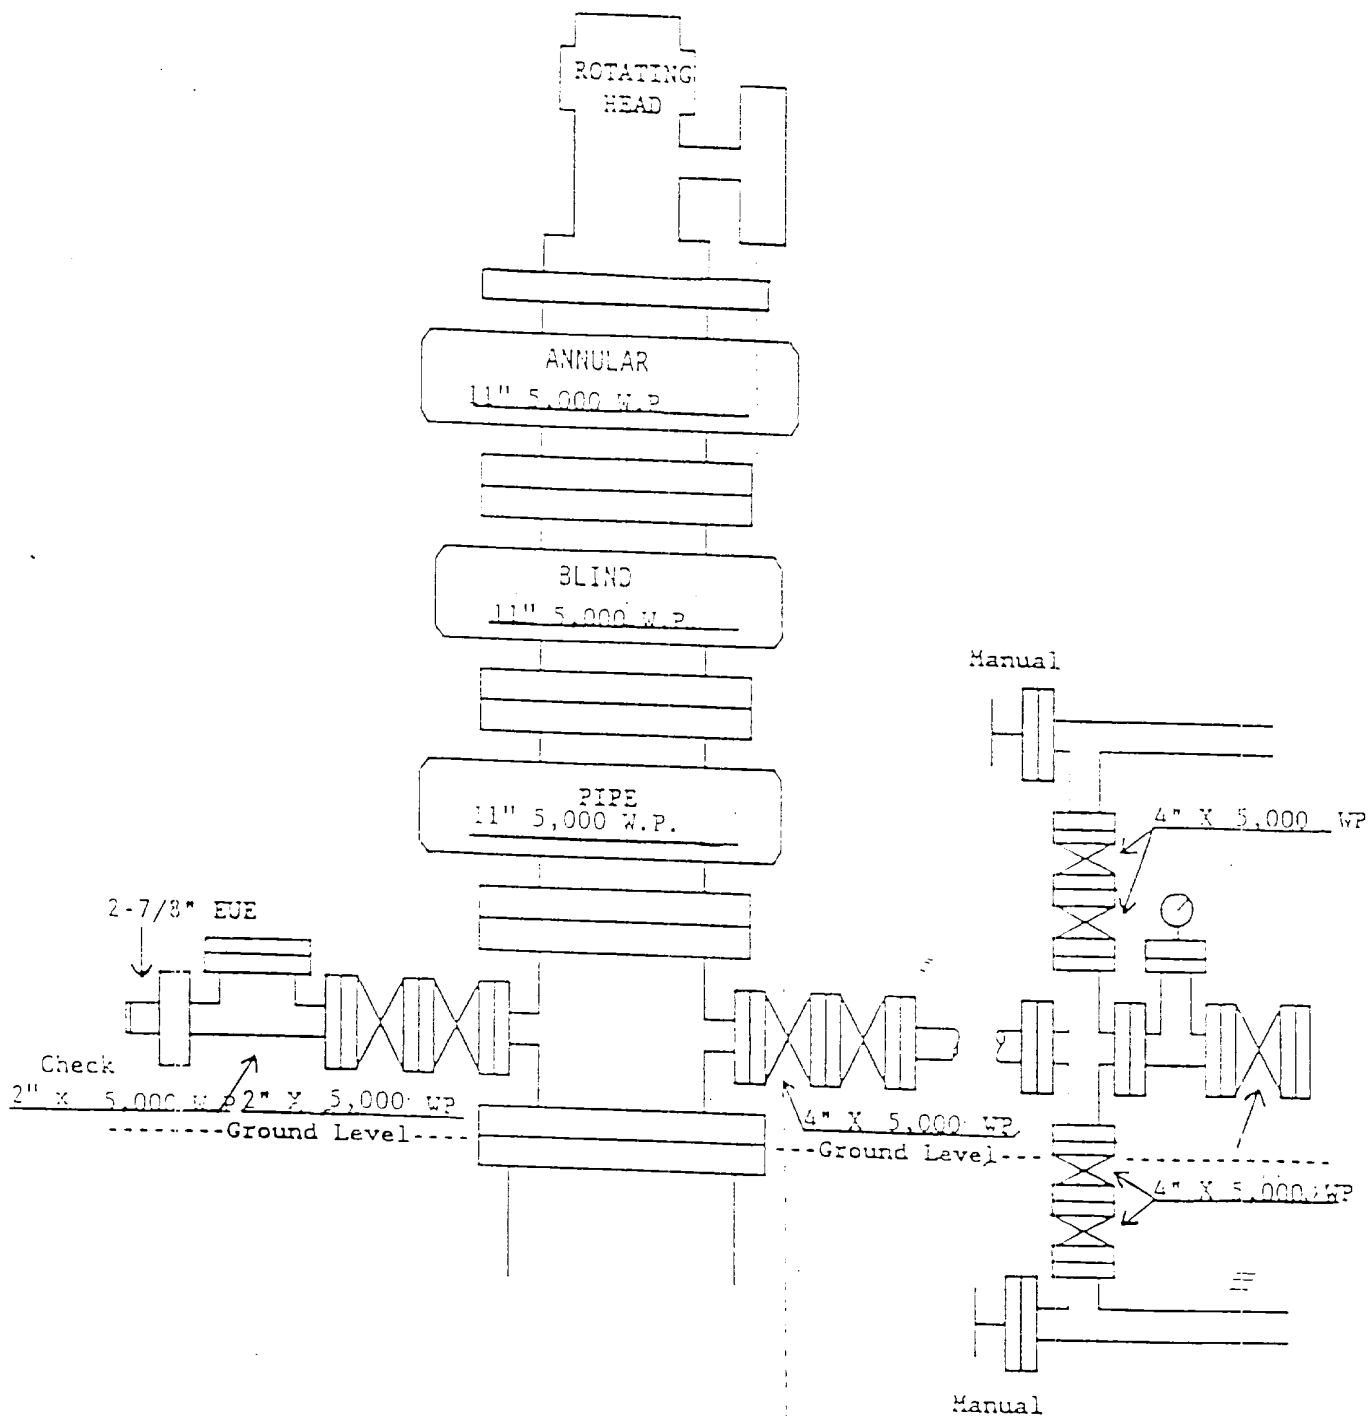 ROTATING
HEAD
ANNULAR
11" 5,000 W.P.
BLIND
11" 5,000 W.P.
Manual
PIPE
11" 5,000 W.P.
4" X 5,000 WP
2-7/8" EUE
Check
2" X 5,000 W.P.
2" X 5,000 WP
4" X 5,000 WP
--------Ground Level----
---Ground Level----------------
4" X 5,000 WP
Manual